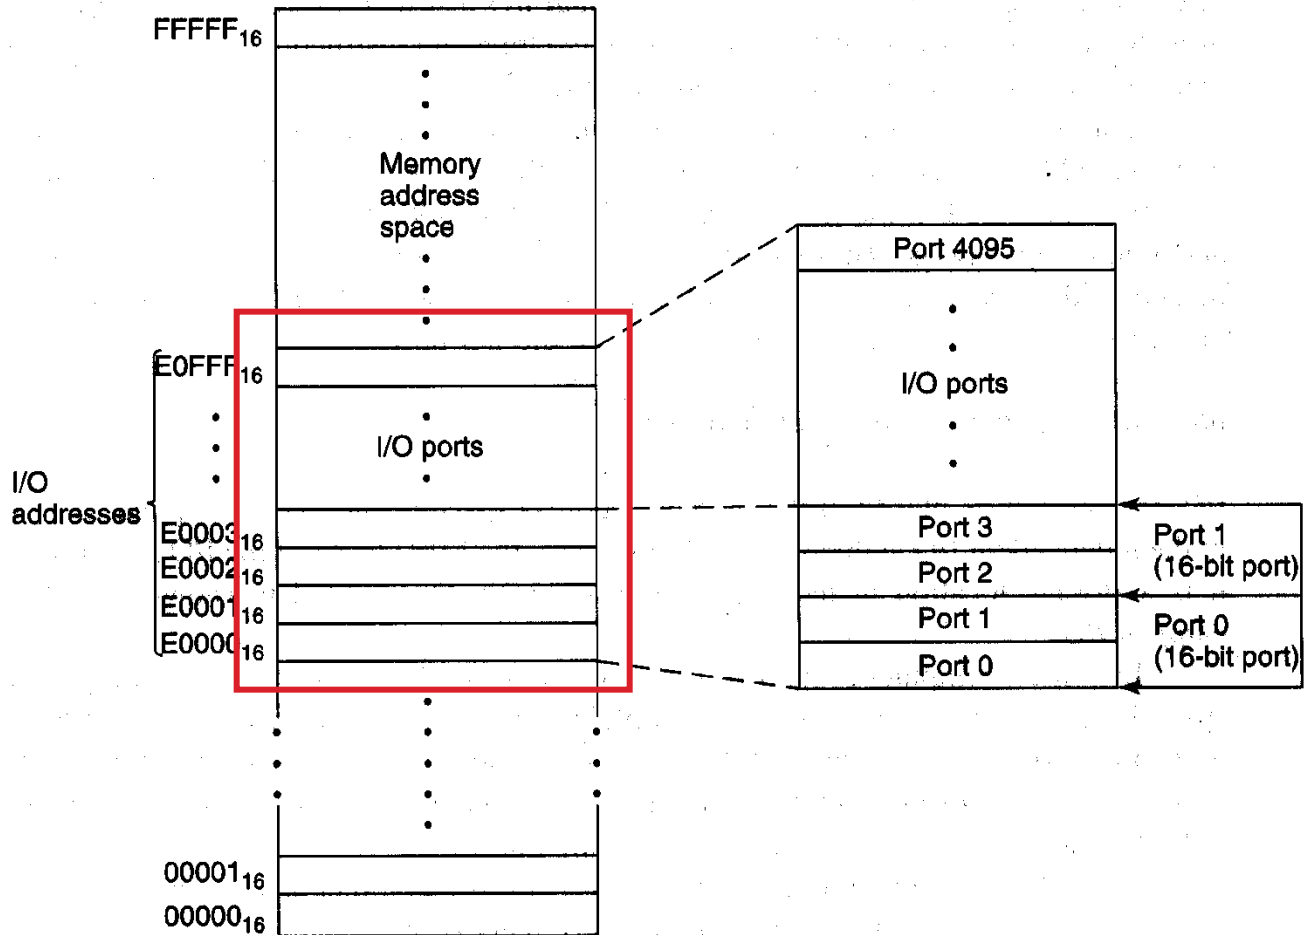 FFFFF16
Memory
address
space
E0FFF16
I/O ports
I/O
addresses
E000316
E000216
E000116
E000016
0000116
0000016
Port 4095
I/O ports
Port 3
Port 2
Port 1
Port 0
Port 1
(16-bit port)
Port 0
(16-bit port)